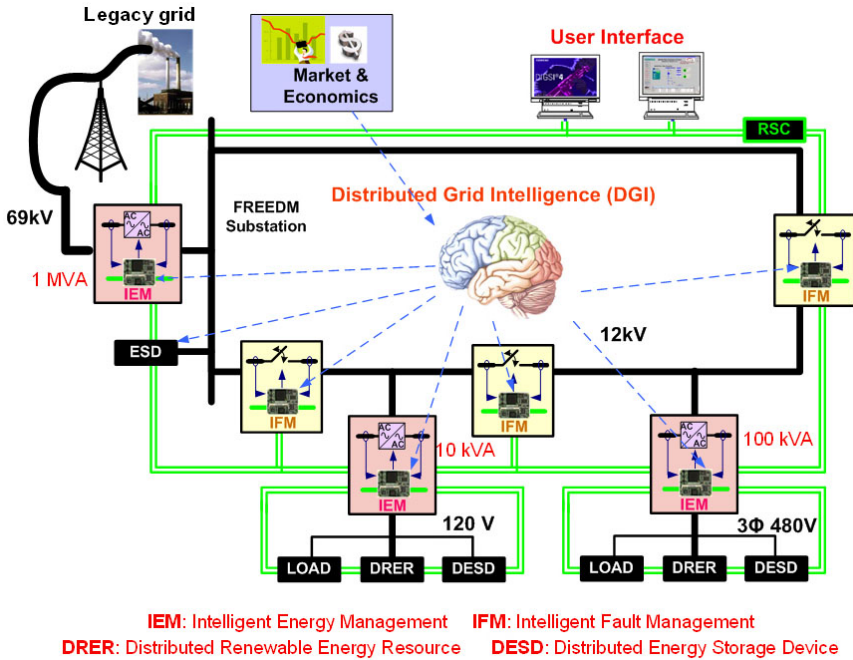 Legacy grid
Market &
Economics
User Interface
DIGSI®4
RSC
69kV
FREEDM
Substation
Distributed Grid Intelligence (DGI)
AC
AC
1 MVA
IEM
IFM
12kV
ESD
IFM
IFM
AC
AC
10 kVA
IEM
AC
AC
100 kVA
IEM
120 V
3Φ 480V
LOAD
DRER
DESD
LOAD
DRER
DESD
IEM: Intelligent Energy Management IFM: Intelligent Fault Management
DRER: Distributed Renewable Energy Resource DESD: Distributed Energy Storage Device